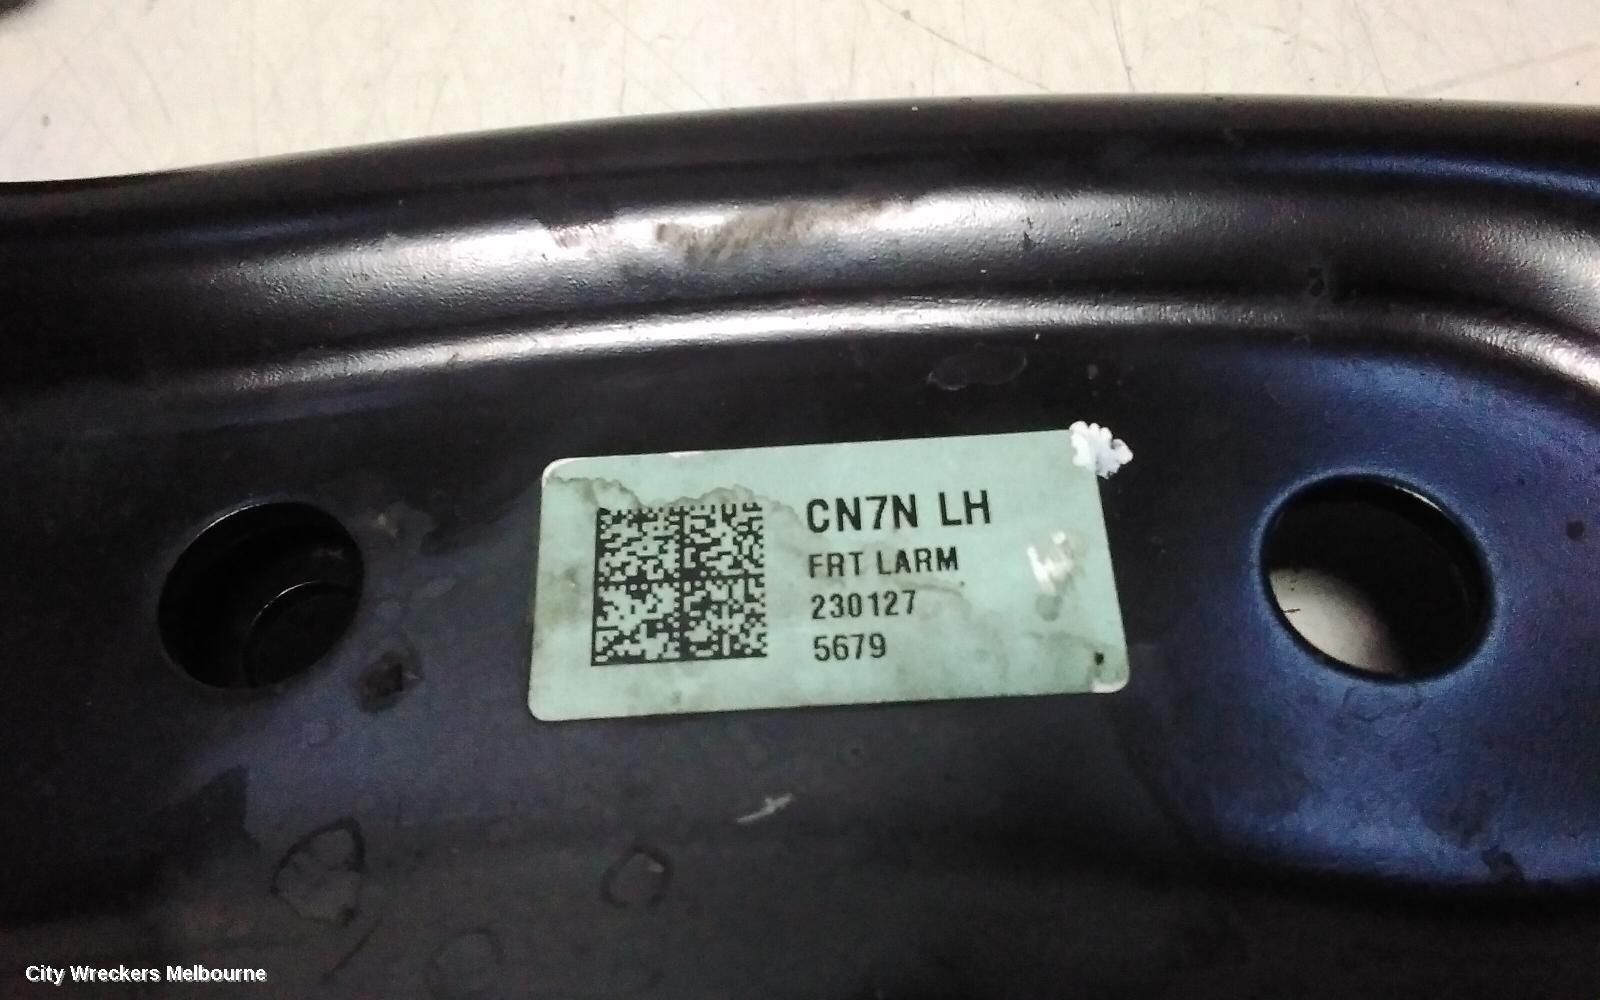 CN7N LH
FRT LARM
230127
5679
City Wreckers Melbourne